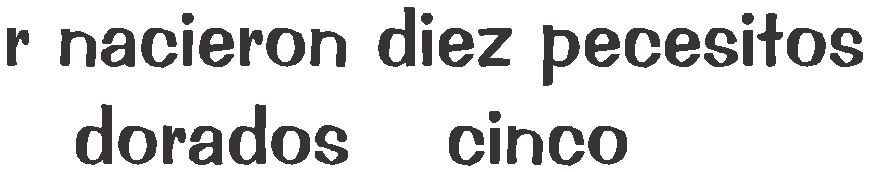 r nacieron diez pecesitos
dorados cinco